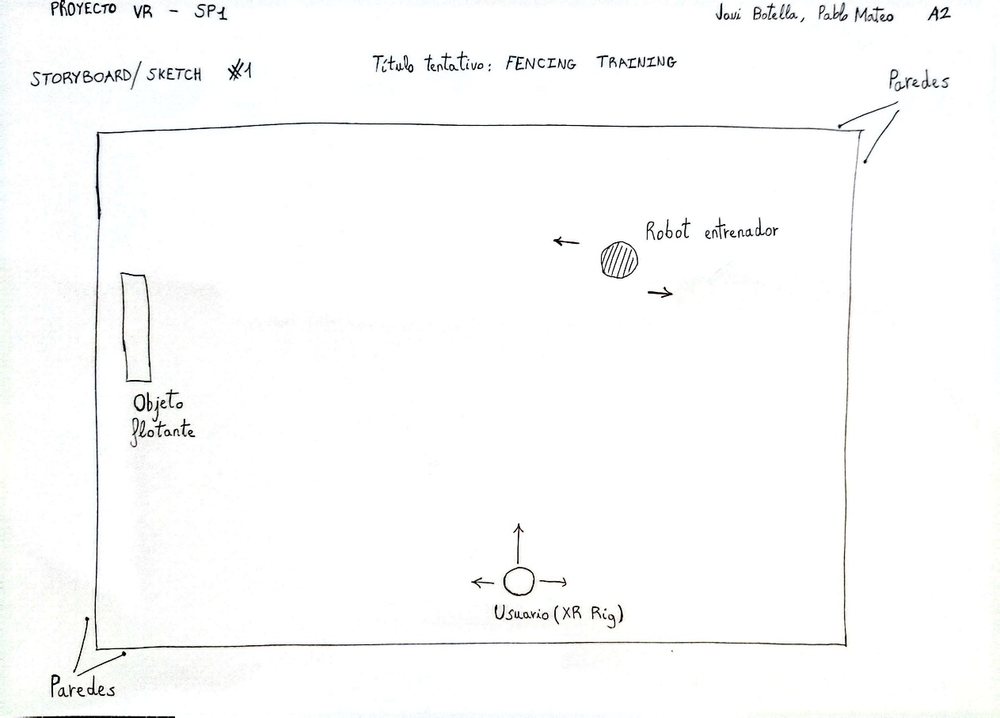 PROYECTO VR - SP1
Javi Botella, Pablo Mateo A2
STORYBOARD/SKETCH #1
Título tentativo: FENCING TRAINING
Paredes
Robot entrenador
Objeto
flotante
Usuario (XR Rig)
Paredes